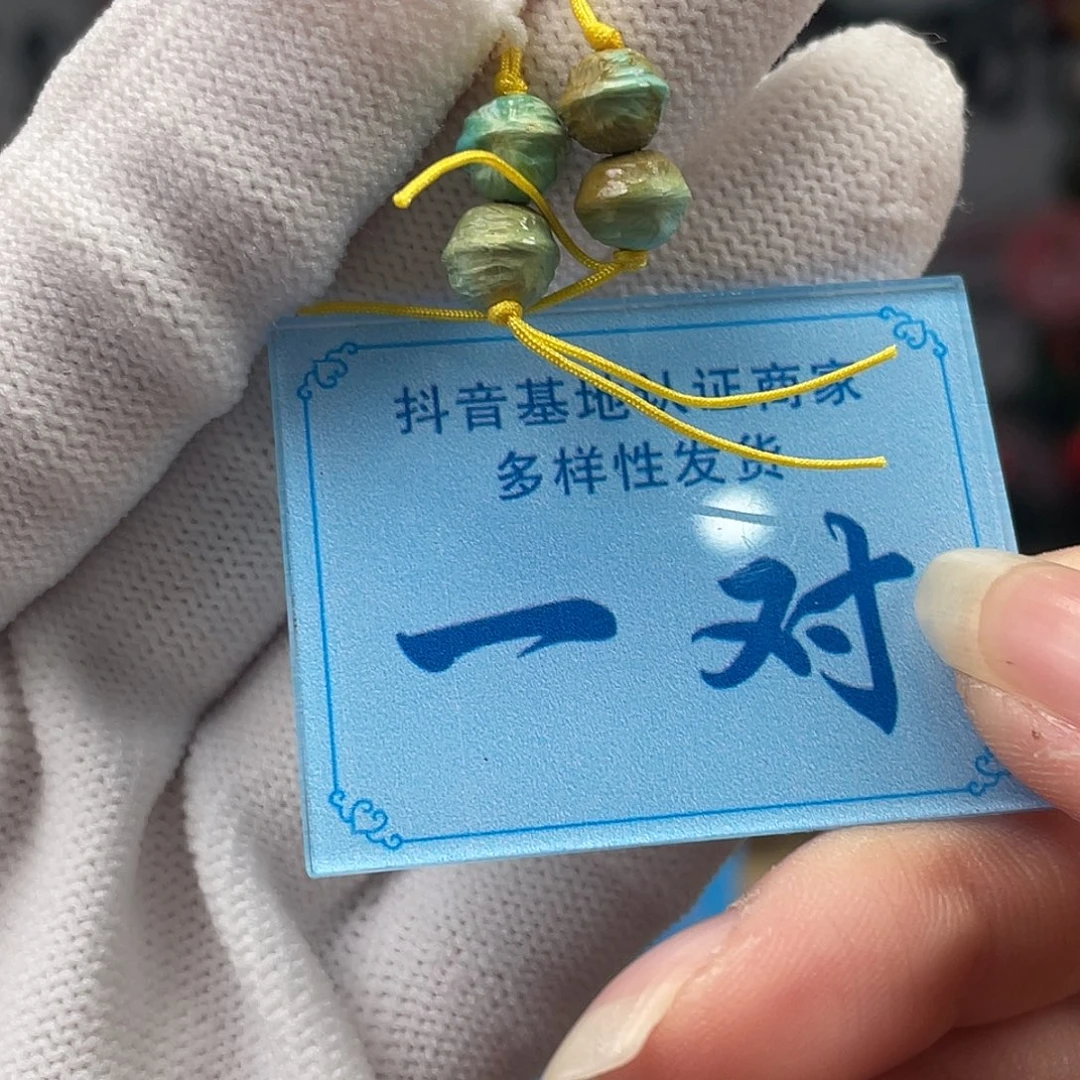 抖音基地认证商家
多样性发货
一对